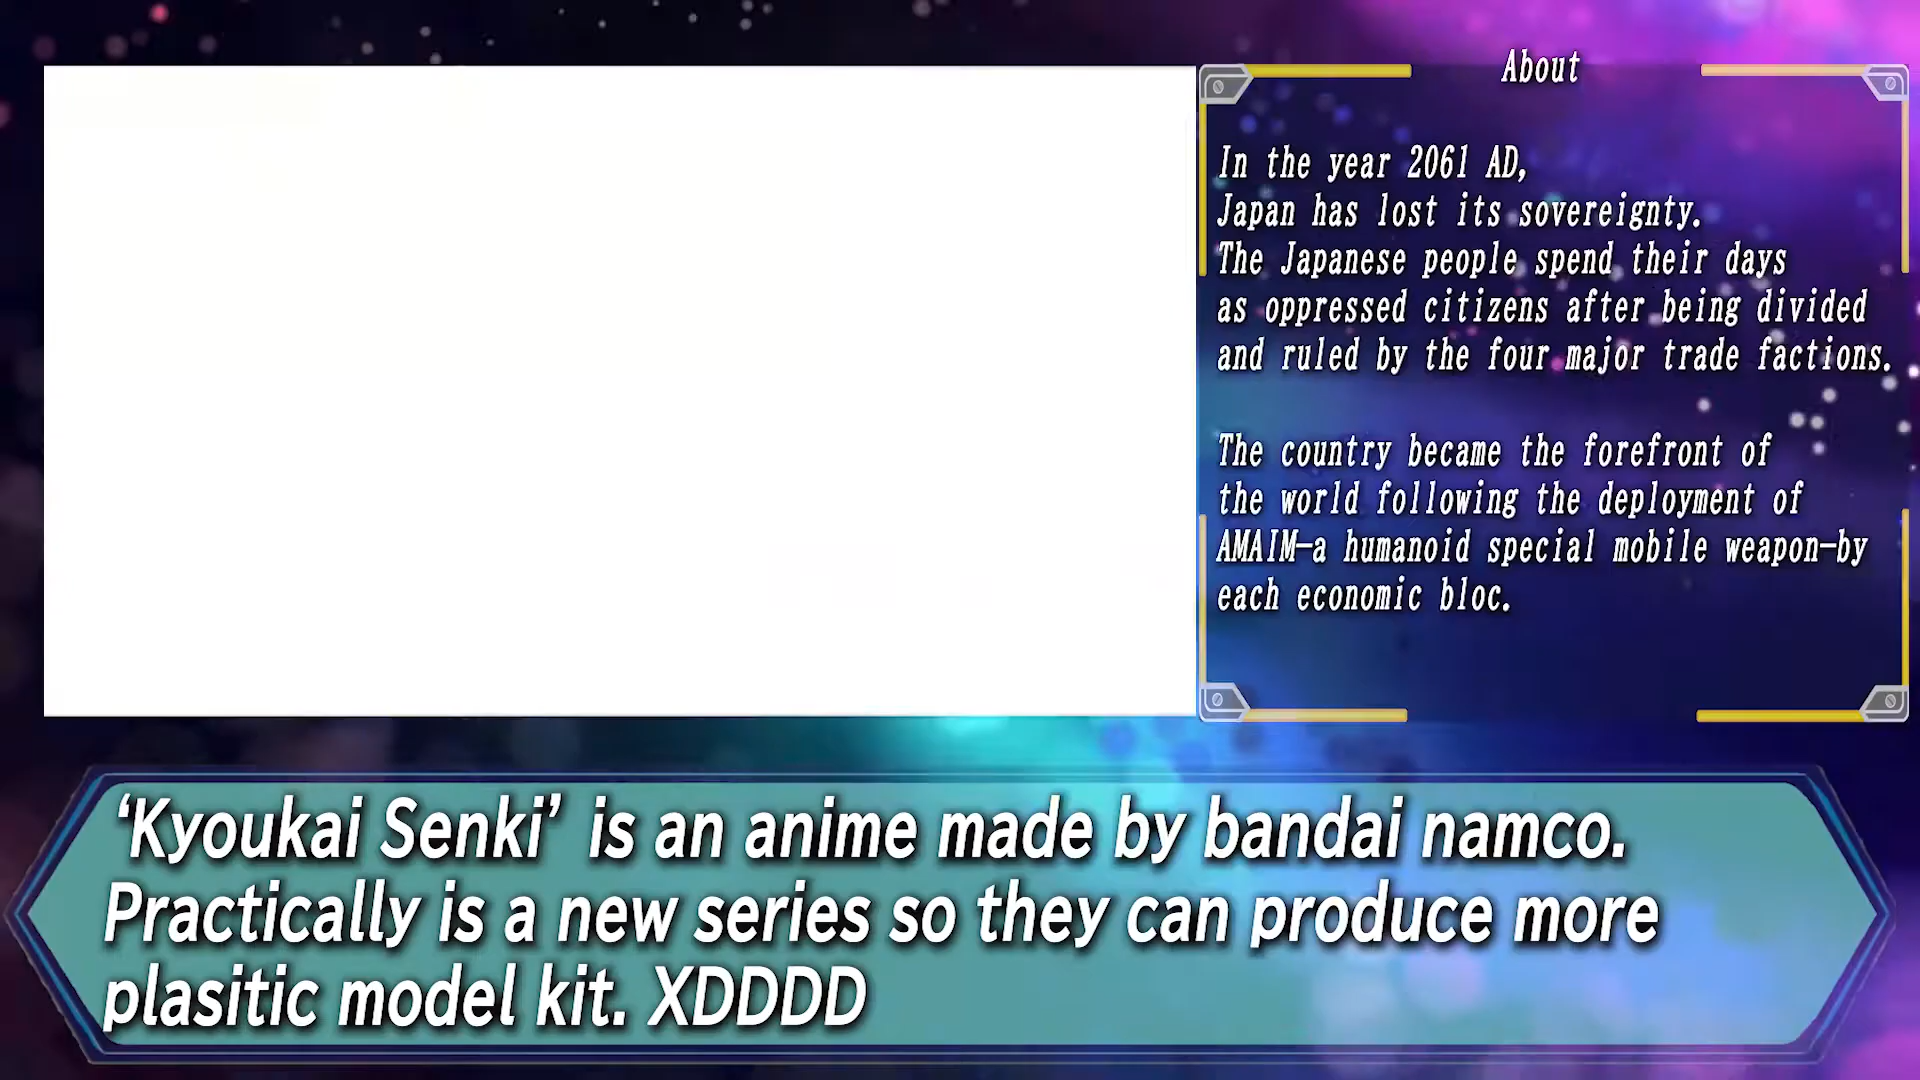 About
In the year 2061 AD,
Japan has lost its sovereignty.
The Japanese people spend their days
as oppressed citizens after being divided
and ruled by the four major trade factions.
The country became the forefront of
the world following the deployment of
AMAIM—a humanoid special mobile weapon—by
each economic bloc.
‘Kyoukai Senki’ is an anime made by bandai namco.
Practically is a new series so they can produce more
plasitic model kit. XDDDD